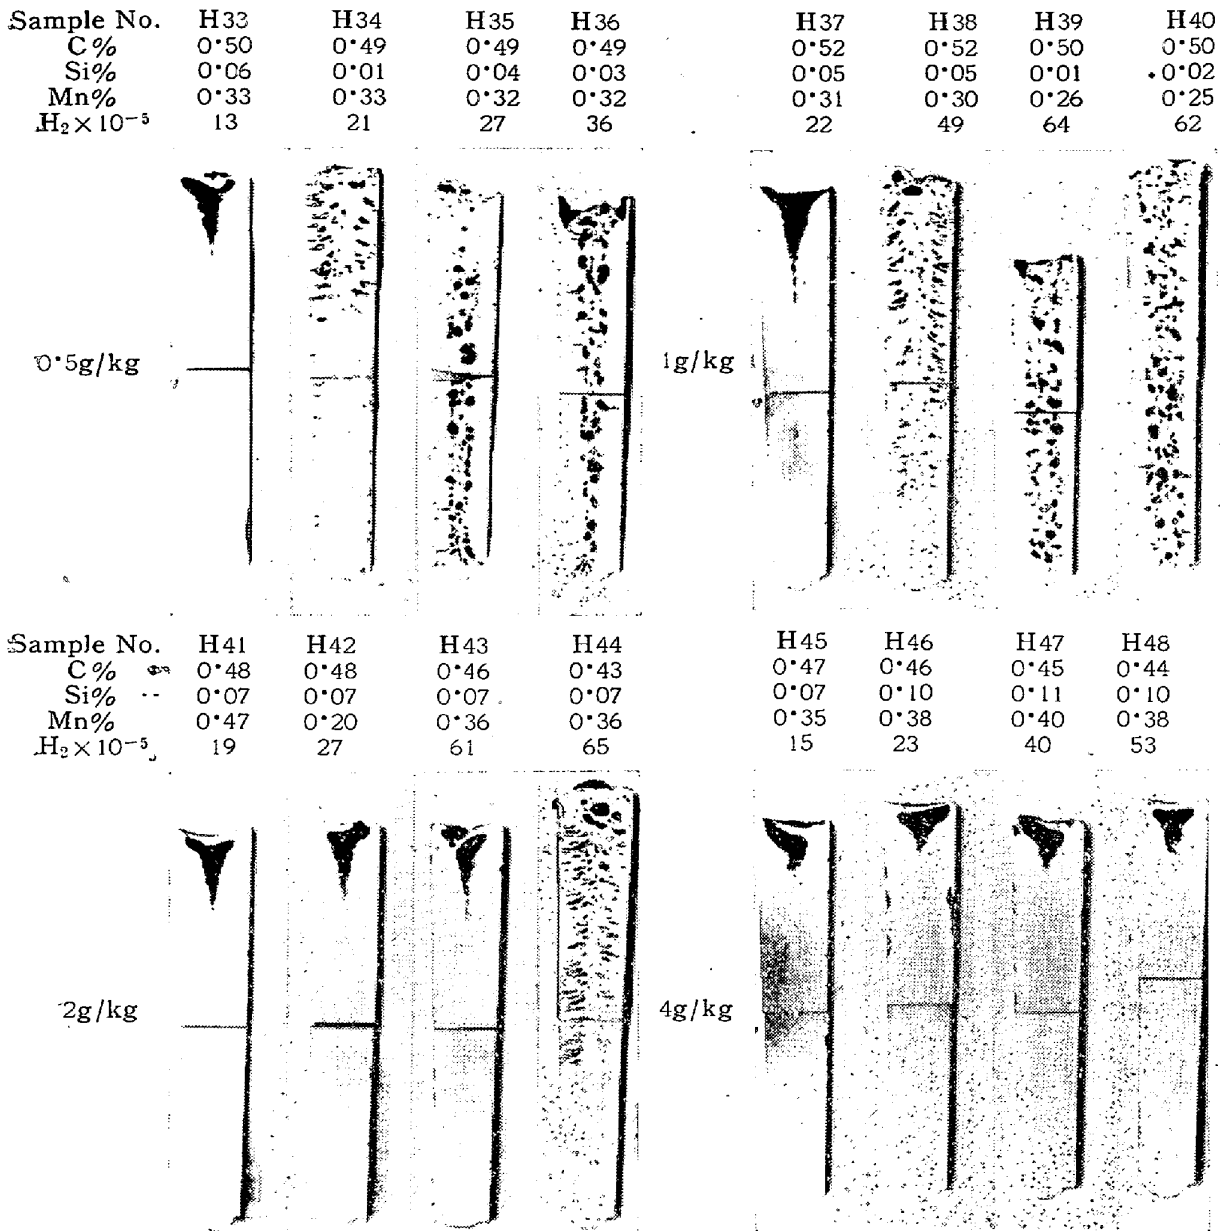 Sample No. H33 H34 H35 H36 H37 H38 H39 H40
C% 0·50 0·49 0·49 0·49 0·52 0·52 0·50 0·50
Si% 0·06 0·01 0·04 0·03 0·05 0·05 0·01 0·02
Mn% 0·33 0·33 0·32 0·32 0·31 0·30 0·26 0·25
H₂×10⁻⁵ 13 21 27 36 22 49 64 62
0·5g/kg 1g/kg
Sample No. H41 H42 H43 H44 H45 H46 H47 H48
C% 0·48 0·48 0·46 0·43 0·47 0·46 0·45 0·44
Si% 0·07 0·07 0·07 0·07 0·07 0·10 0·11 0·10
Mn% 0·47 0·20 0·36 0·36 0·35 0·38 0·40 0·38
H₂×10⁻⁵ 19 27 61 65 15 23 40 53
2g/kg 4g/kg